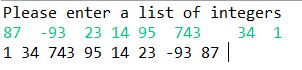 Please enter a list of integers
87  -93  23 14 95  743    34  1
1 34 743 95 14 23 -93 87